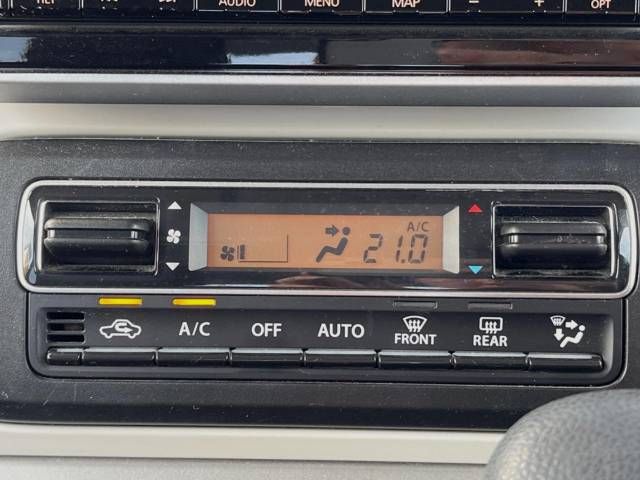 AUDIO MENU MAP - + OPT
A/C
21.0
A/C OFF AUTO FRONT REAR